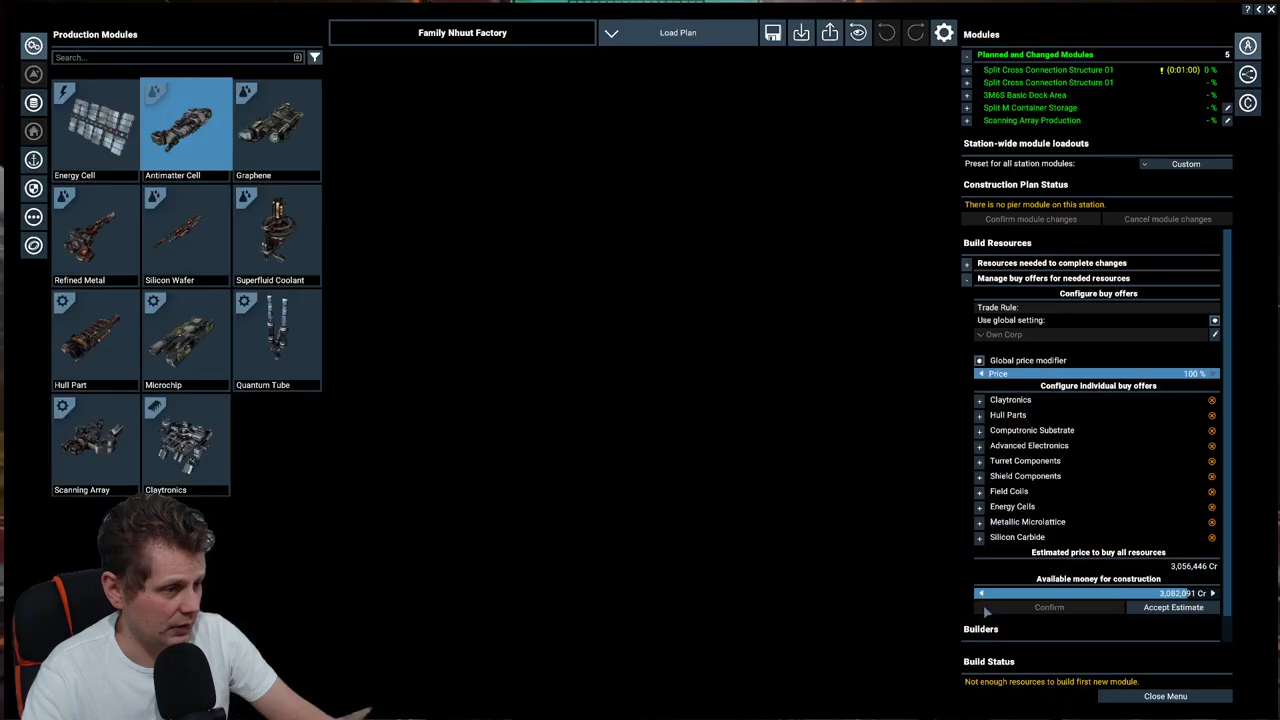 Production Modules
Search...
Energy Cell
Antimatter Cell
Graphene
Refined Metal
Silicon Wafer
Superfluid Coolant
Hull Part
Microchip
Quantum Tube
Scanning Array
Claytronics
Family Nhuut Factory
Load Plan
Modules
Planned and Changed Modules 5
Split Cross Connection Structure 01 ! (0:01:00) 0 %
Split Cross Connection Structure 01 - %
3M6S Basic Dock Area - %
Split M Container Storage - %
Scanning Array Production - %
Station-wide module loadouts
Preset for all station modules: Custom
Construction Plan Status
There is no pier module on this station.
Confirm module changes Cancel module changes
Build Resources
+ Resources needed to complete changes
- Manage buy offers for needed resources
Configure buy offers
Trade Rule:
Use global setting:
Own Corp
Global price modifier
Price 100 %
Configure individual buy offers
+ Claytronics
+ Hull Parts
+ Computronic Substrate
+ Advanced Electronics
+ Turret Components
+ Shield Components
+ Field Coils
+ Energy Cells
+ Metallic Microlattice
+ Silicon Carbide
Estimated price to buy all resources
3,056,446 Cr
Available money for construction
3,082,091 Cr
Confirm Accept Estimate
Builders
Build Status
Not enough resources to build first new module.
Close Menu